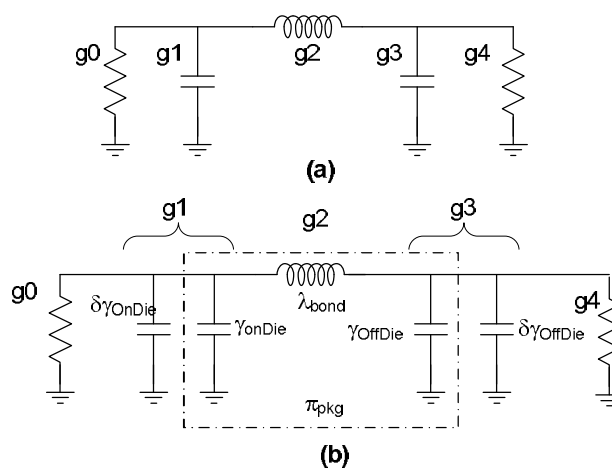 g0 g1 g2 g3 g4
(a)
g1 g2 g3
g0 δγOnDie γonDie λbond γOffDie δγOffDie g4
πpkg
(b)